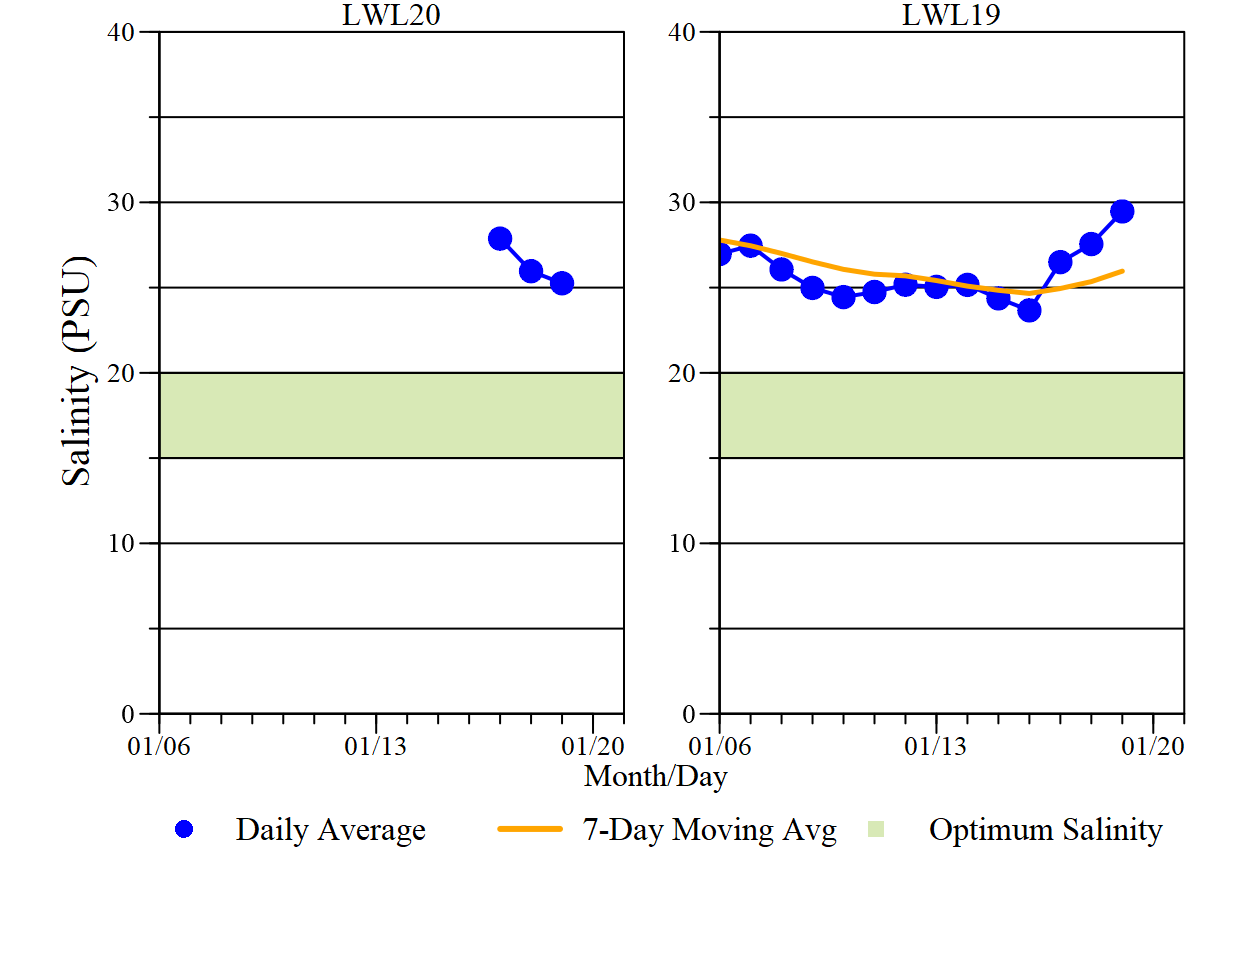 LWL20
LWL19
40
30
20
10
0
Salinity (PSU)
01/06
01/13
01/20
40
30
20
10
0
01/06
01/13
01/20
Month/Day
Daily Average
7-Day Moving Avg
Optimum Salinity